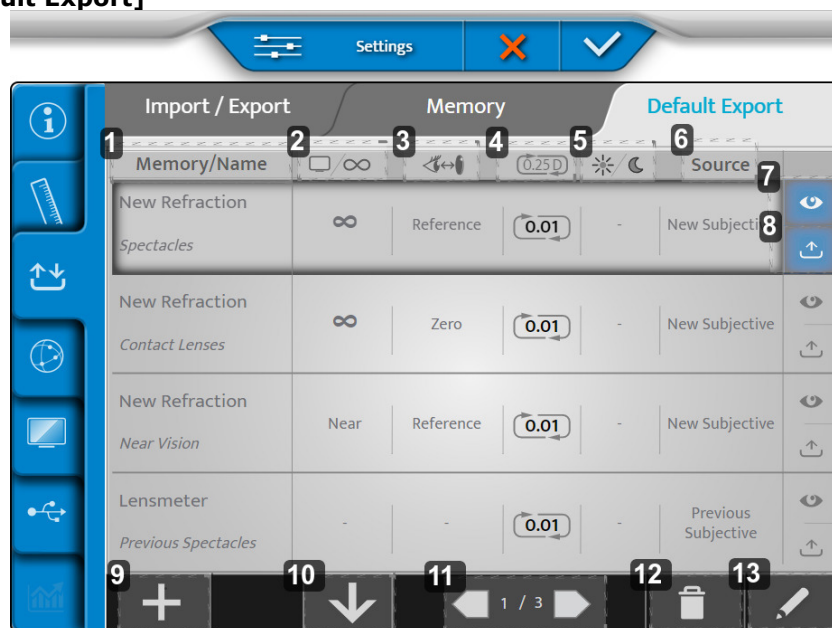 ult Export]
Settings
Import / Export Memory Default Export
1 2 3 4 5 6
Memory/Name 0.25 D Source
7
New Refraction
Spectacles
Reference 0.01 - New Subjecti
8
New Refraction
Contact Lenses
Zero 0.01 - New Subjective
New Refraction
Near Vision
Near Reference 0.01 - New Subjective
Lensmeter
Previous Spectacles
- - 0.01 - Previous
Subjective
9 10 11 12 13
1 / 3